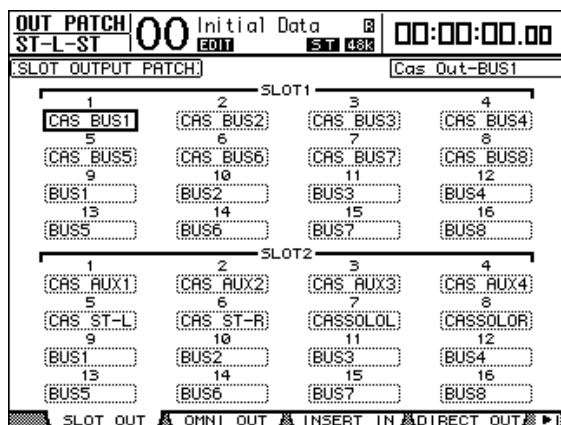 OUT PATCH 00 Initial Data R 00:00:00.00
ST-L-ST EDIT ST 48k
SLOT OUTPUT PATCH Cas Out-BUS1
SLOT1
1 2 3 4
CAS BUS1 CAS BUS2 CAS BUS3 CAS BUS4
5 6 7 8
CAS BUS5 CAS BUS6 CAS BUS7 CAS BUS8
9 10 11 12
BUS1 BUS2 BUS3 BUS4
13 14 15 16
BUS5 BUS6 BUS7 BUS8
SLOT2
1 2 3 4
CAS AUX1 CAS AUX2 CAS AUX3 CAS AUX4
5 6 7 8
CAS ST-L CAS ST-R CASSOLOL CASSOLOR
9 10 11 12
BUS1 BUS2 BUS3 BUS4
13 14 15 16
BUS5 BUS6 BUS7 BUS8
SLOT OUT OMNI OUT INSERT IN DIRECT OUT